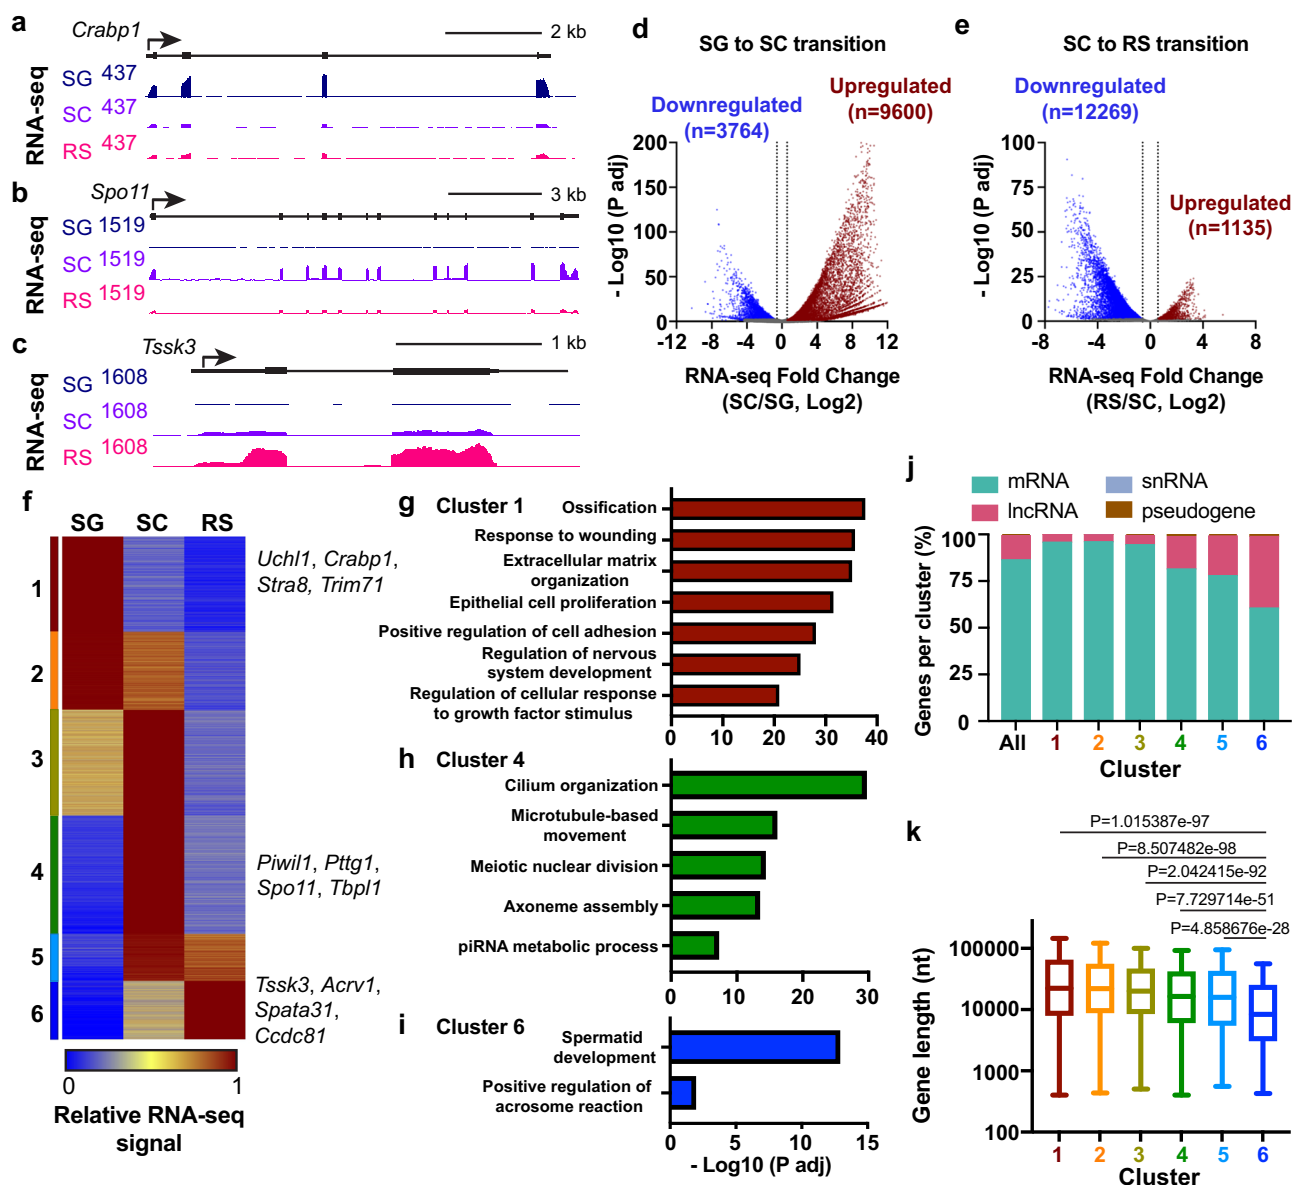 a
Crabp1
2 kb
RNA-seq
SG 437
SC 437
RS 437
b
Spo11
3 kb
RNA-seq
SG 1519
SC 1519
RS 1519
c
Tssk3
1 kb
RNA-seq
SG 1608
SC 1608
RS 1608
d
SG to SC transition
Downregulated
(n=3764)
Upregulated
(n=9600)
- Log10 (P adj)
200
150
100
50
0
-12 -8 -4 0 4 8 12
RNA-seq Fold Change
(SC/SG, Log2)
e
SC to RS transition
Downregulated
(n=12269)
Upregulated
(n=1135)
- Log10 (P adj)
100
75
50
25
0
-8 -4 0 4 8
RNA-seq Fold Change
(RS/SC, Log2)
f
SG SC RS
1
2
3
4
5
6
Uchl1, Crabp1,
Stra8, Trim71
Piwil1, Pttg1,
Spo11, Tbpl1
Tssk3, Acrv1,
Spata31,
Ccdc81
0 1
Relative RNA-seq
signal
g
Cluster 1
Ossification
Response to wounding
Extracellular matrix
organization
Epithelial cell proliferation
Positive regulation of cell adhesion
Regulation of nervous
system development
Regulation of cellular response
to growth factor stimulus
0 10 20 30 40
h
Cluster 4
Cilium organization
Microtubule-based
movement
Meiotic nuclear division
Axoneme assembly
piRNA metabolic process
0 10 20 30
i
Cluster 6
Spermatid
development
Positive regulation of
acrosome reaction
0 5 10 15
- Log10 (P adj)
j
mRNA
snRNA
lncRNA
pseudogene
Genes per cluster (%)
100
75
50
25
0
All 1 2 3 4 5 6
Cluster
k
P=1.015387e-97
P=8.507482e-98
P=2.042415e-92
P=7.729714e-51
P=4.858676e-28
Gene length (nt)
100000
10000
1000
100
1 2 3 4 5 6
Cluster